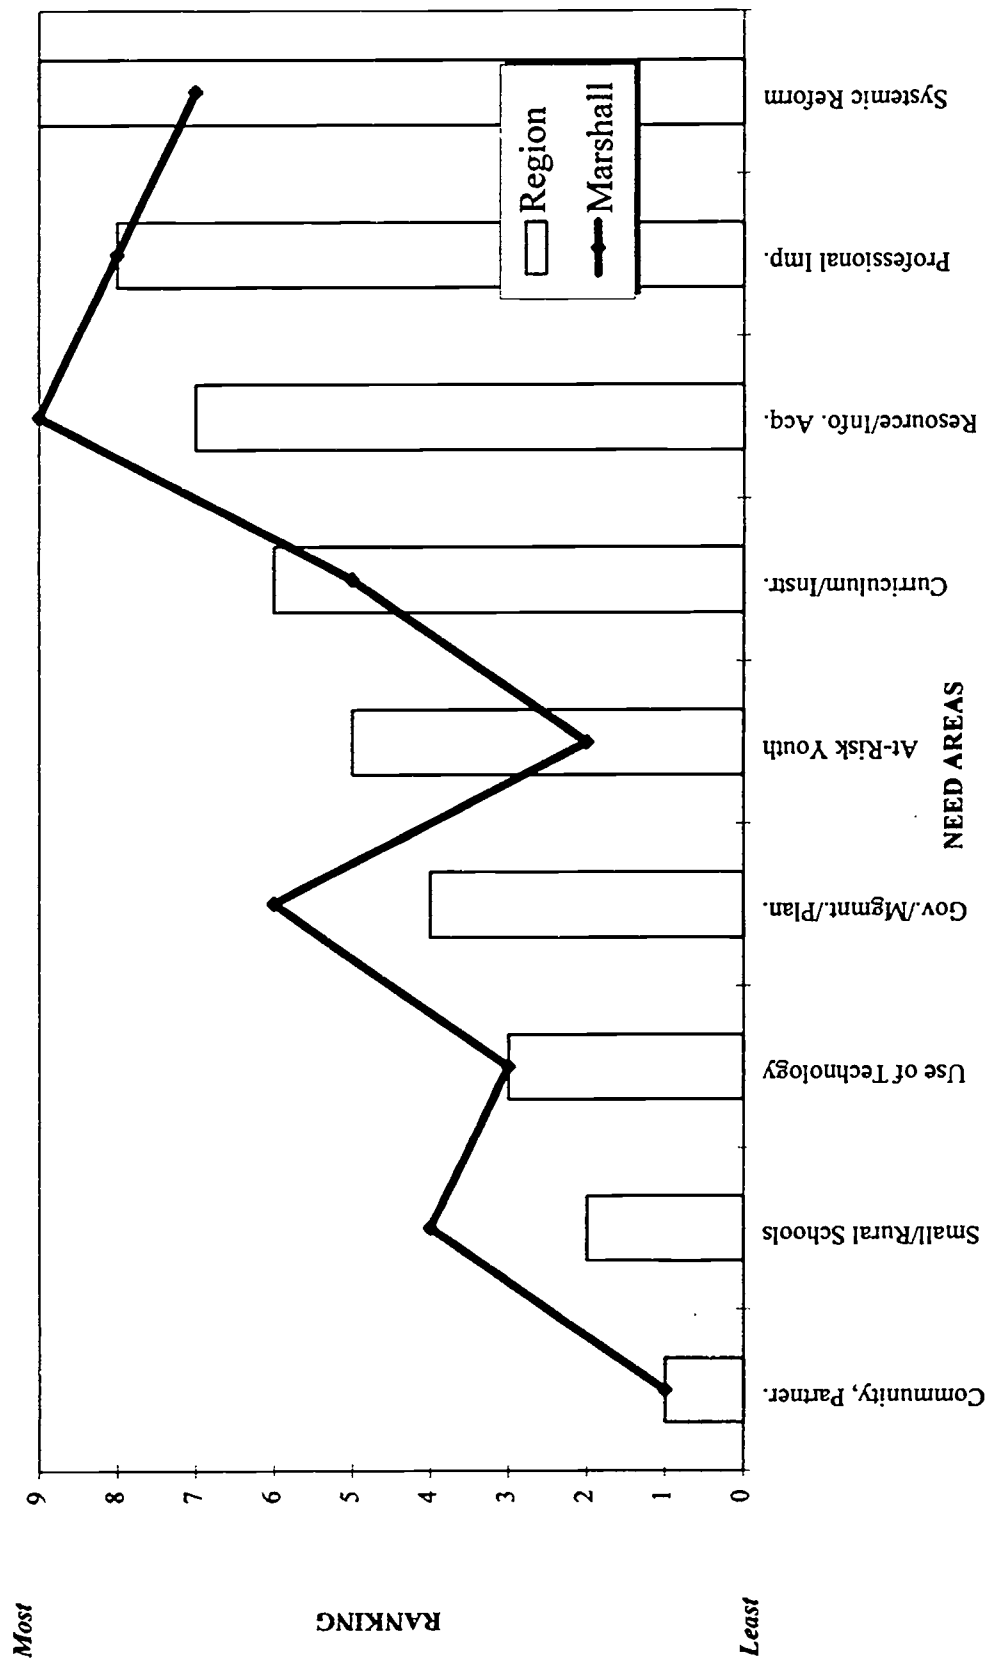 Most
RANKING
Least
9
8
7
6
5
4
3
2
1
0
Region
Marshall
Community, Partner.
Small/Rural Schools
Use of Technology
Gov./Mgmnt./Plan.
At-Risk Youth
Curriculum/Instr.
Resource/Info. Acq.
Professional Imp.
Systemic Reform
NEED AREAS